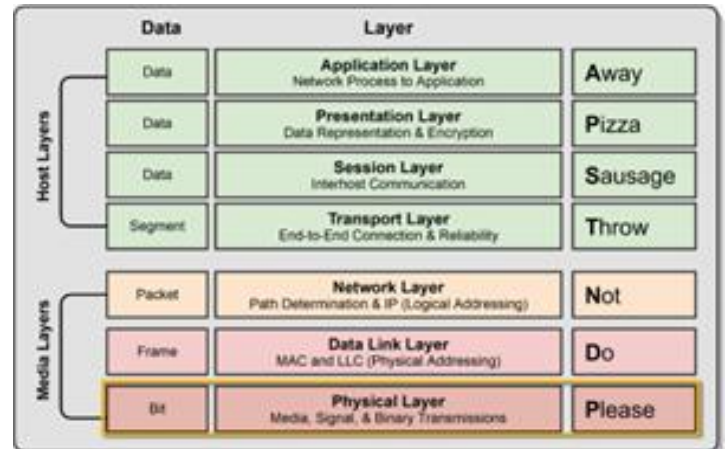 Data Layer
Host Layers
Data
Application Layer
Network Process to Application
Away
Data
Presentation Layer
Data Representation & Encryption
Pizza
Data
Session Layer
Interhost Communication
Sausage
Segment
Transport Layer
End-to-End Connection & Reliability
Throw
Media Layers
Packet
Network Layer
Path Determination & IP (Logical Addressing)
Not
Frame
Data Link Layer
MAC and LLC (Physical Addressing)
Do
Bit
Physical Layer
Media, Signal, & Binary Transmissions
Please